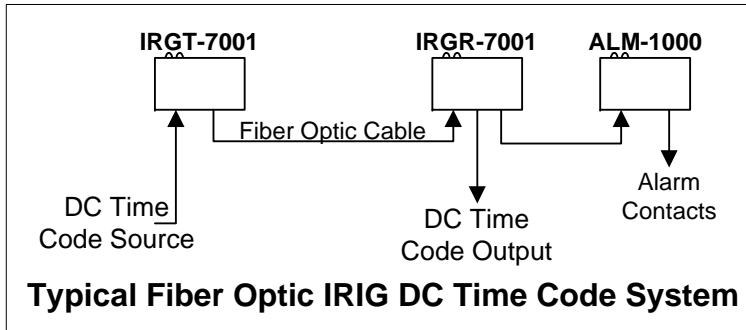 IRGT-7001
IRGR-7001
ALM-1000
Fiber Optic Cable
DC Time
Code Source
DC Time
Code Output
Alarm
Contacts
Typical Fiber Optic IRIG DC Time Code System